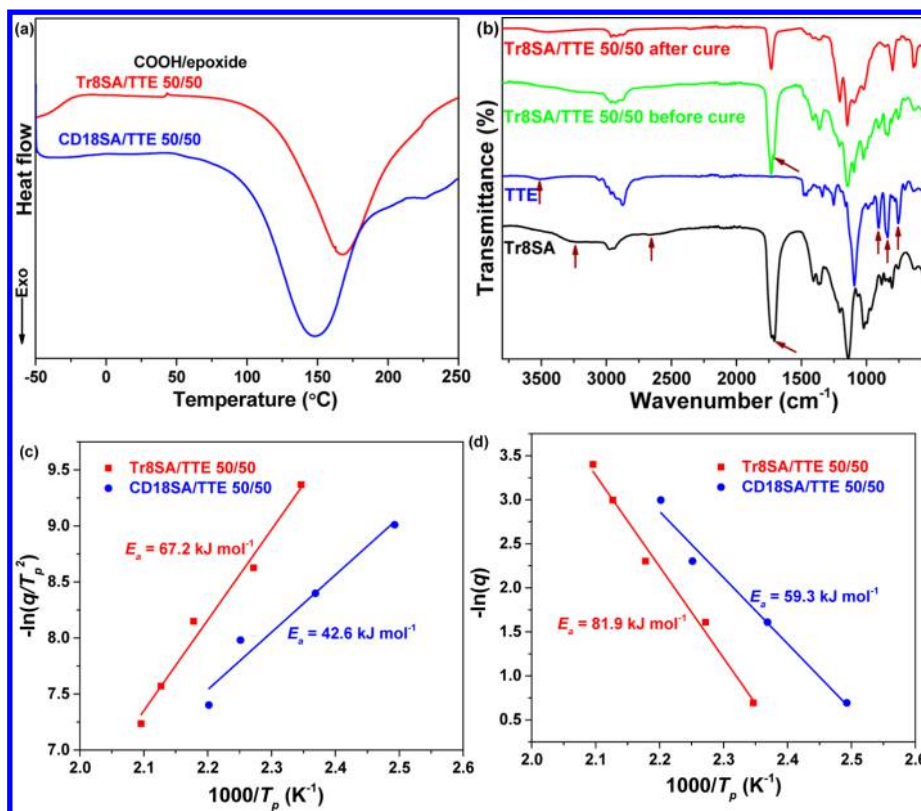 (a)
COOH/epoxide
Tr8SA/TTE 50/50
CD18SA/TTE 50/50
Heat flow
Exo
-50 0 50 100 150 200 250
Temperature (°C)
(b)
Tr8SA/TTE 50/50 after cure
Tr8SA/TTE 50/50 before cure
TTE
Tr8SA
Transmittance (%)
3500 3000 2500 2000 1500 1000
Wavenumber (cm-1)
(c)
Tr8SA/TTE 50/50
CD18SA/TTE 50/50
9.5
9.0
8.5
8.0
7.5
7.0
Ea = 67.2 kJ mol-1
Ea = 42.6 kJ mol-1
-ln(q/Tp2)
2.1 2.2 2.3 2.4 2.5 2.6
1000/Tp (K-1)
(d)
Tr8SA/TTE 50/50
CD18SA/TTE 50/50
3.5
3.0
2.5
2.0
1.5
1.0
0.5
Ea = 59.3 kJ mol-1
Ea = 81.9 kJ mol-1
-ln(q)
2.0 2.1 2.2 2.3 2.4 2.5 2.6
1000/Tp (K-1)